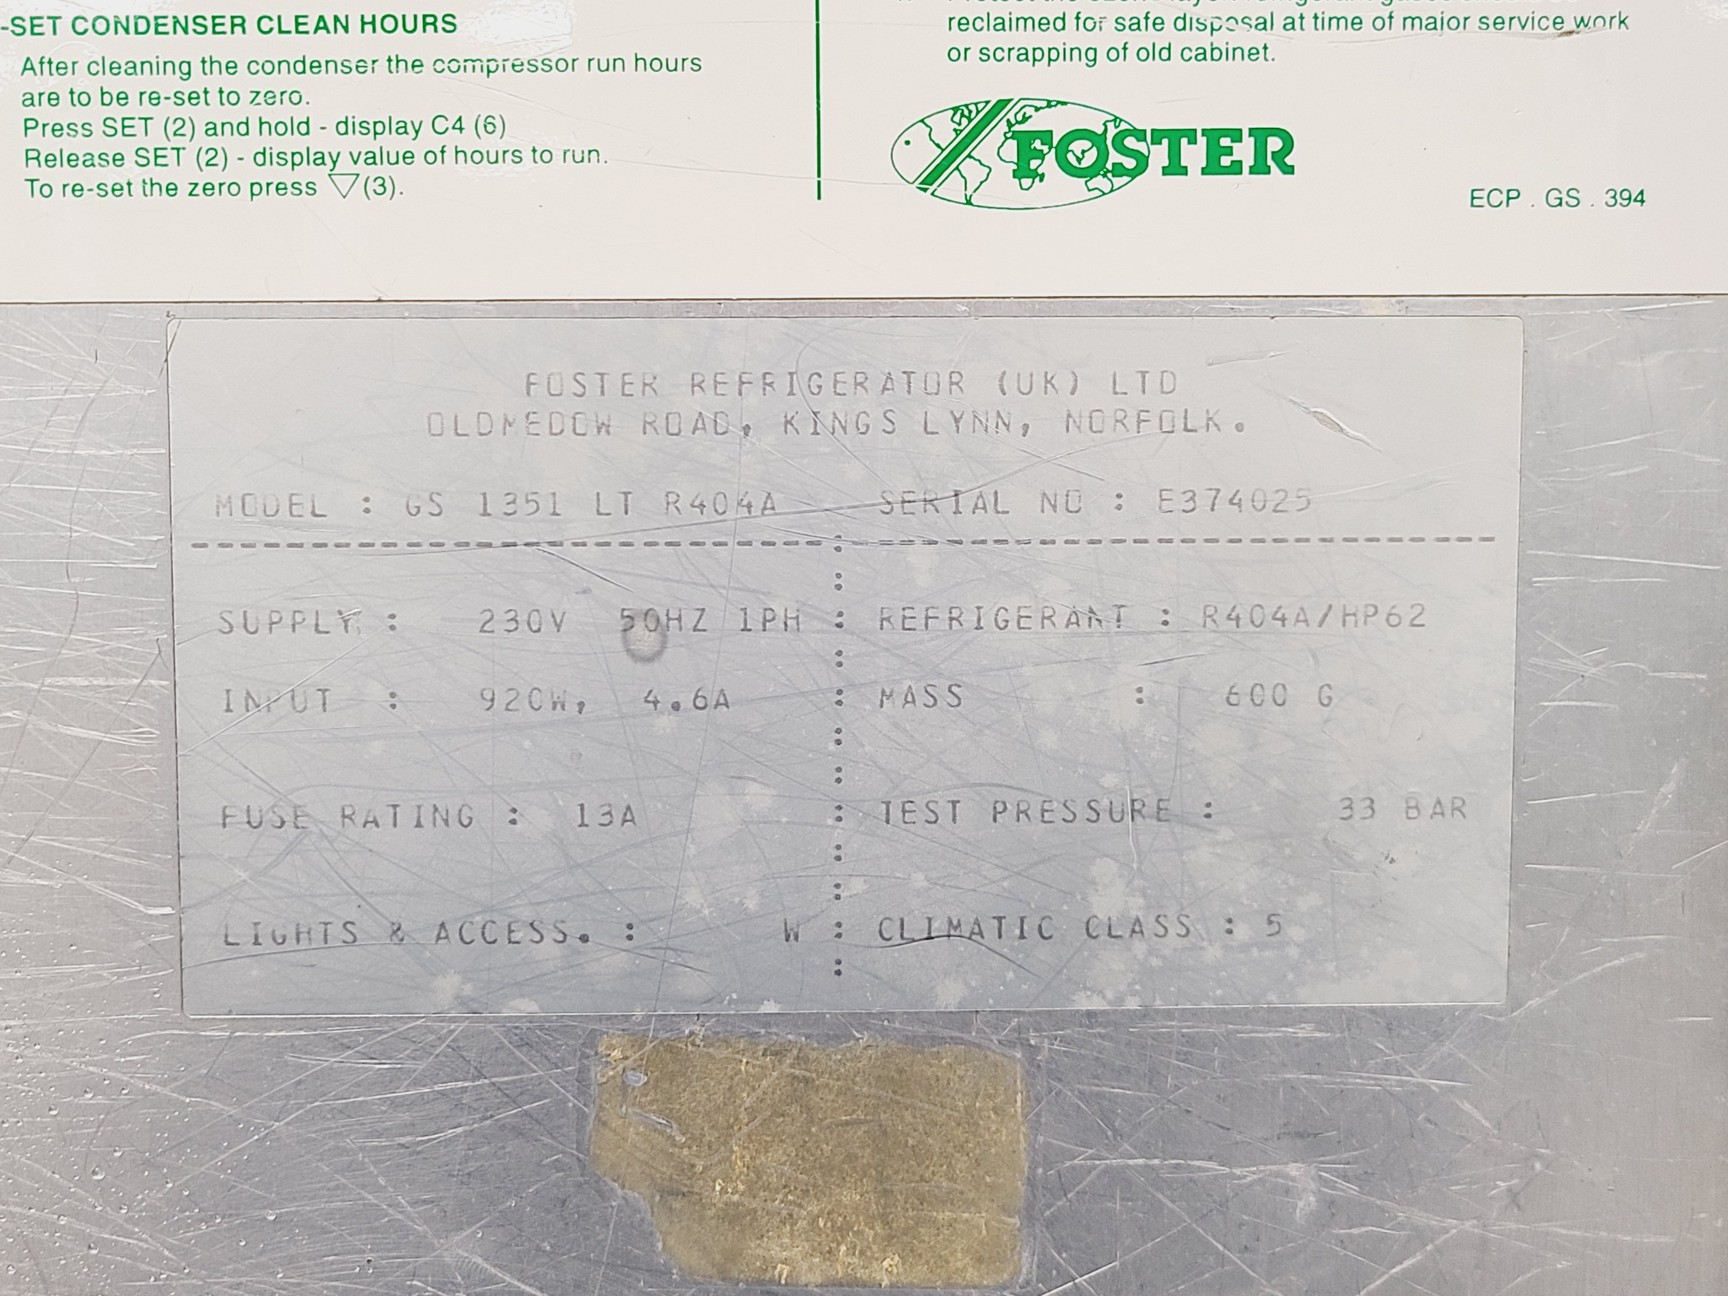 -SET CONDENSER CLEAN HOURS
After cleaning the condenser the compressor run hours
are to be re-set to zero.
Press SET (2) and hold - display C4 (6)
Release SET (2) - display value of hours to run.
To re-set the zero press ▽(3).
reclaimed for safe disposal at time of major service work
or scrapping of old cabinet.
FOSTER
ECP . GS . 394
FOSTER REFRIGERATOR (UK) LTD
OLDMEDOW ROAD, KINGS LYNN, NORFOLK.
MODEL : GS 1351 LT R404A SERIAL NO : E374025
SUPPLY : 230V 50HZ 1PH : REFRIGERANT : R404A/HP62
INPUT : 920W, 4.6A : MASS : 600 G
FUSE RATING : 13A : TEST PRESSURE : 33 BAR
LIGHTS & ACCESS. : W : CLIMATIC CLASS : 5